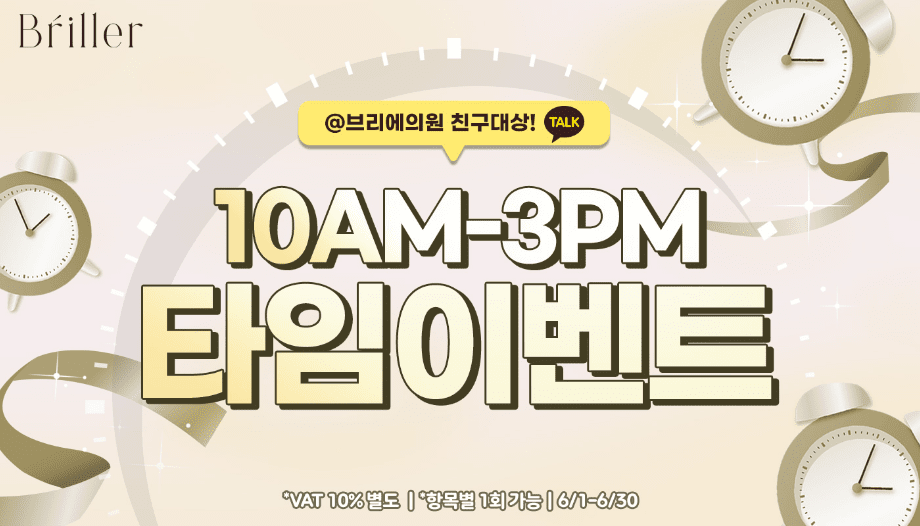 Briller
@브리에의원 친구대상! TALK
10AM-3PM
타임이벤트
*VAT 10% 별도 | *항목별 1회 가능 | 6/1-6/30